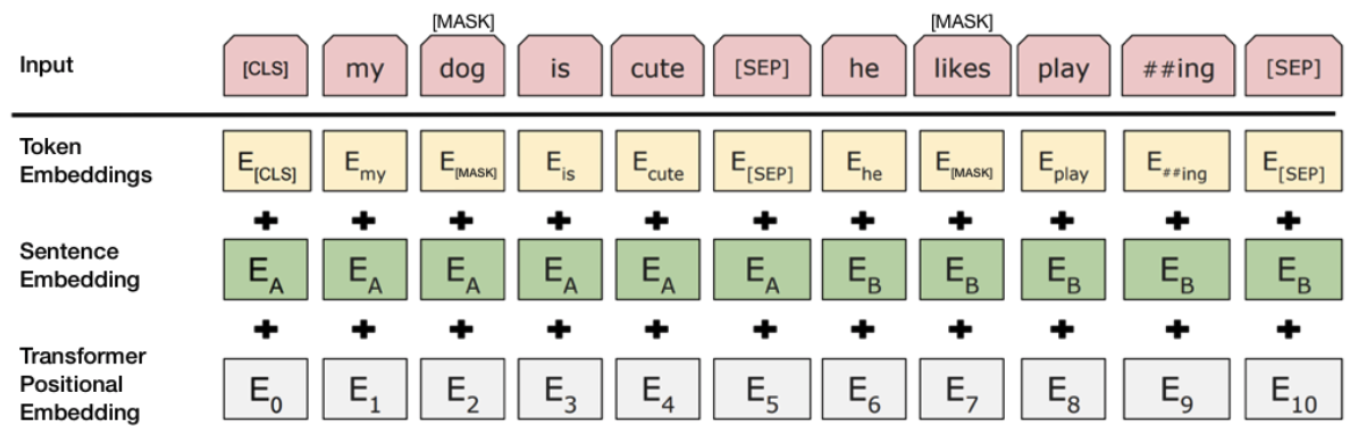 [MASK] [MASK]
Input [CLS] my dog is cute [SEP] he likes play ##ing [SEP]
Token
Embeddings E[CLS] Emy E[MASK] Eis Ecute E[SEP] Ehe E[MASK] Eplay E##ing E[SEP]
+ + + + + + + + + + +
Sentence
Embedding EA EA EA EA EA EA EB EB EB EB EB
+ + + + + + + + + + +
Transformer
Positional
Embedding E0 E1 E2 E3 E4 E5 E6 E7 E8 E9 E10